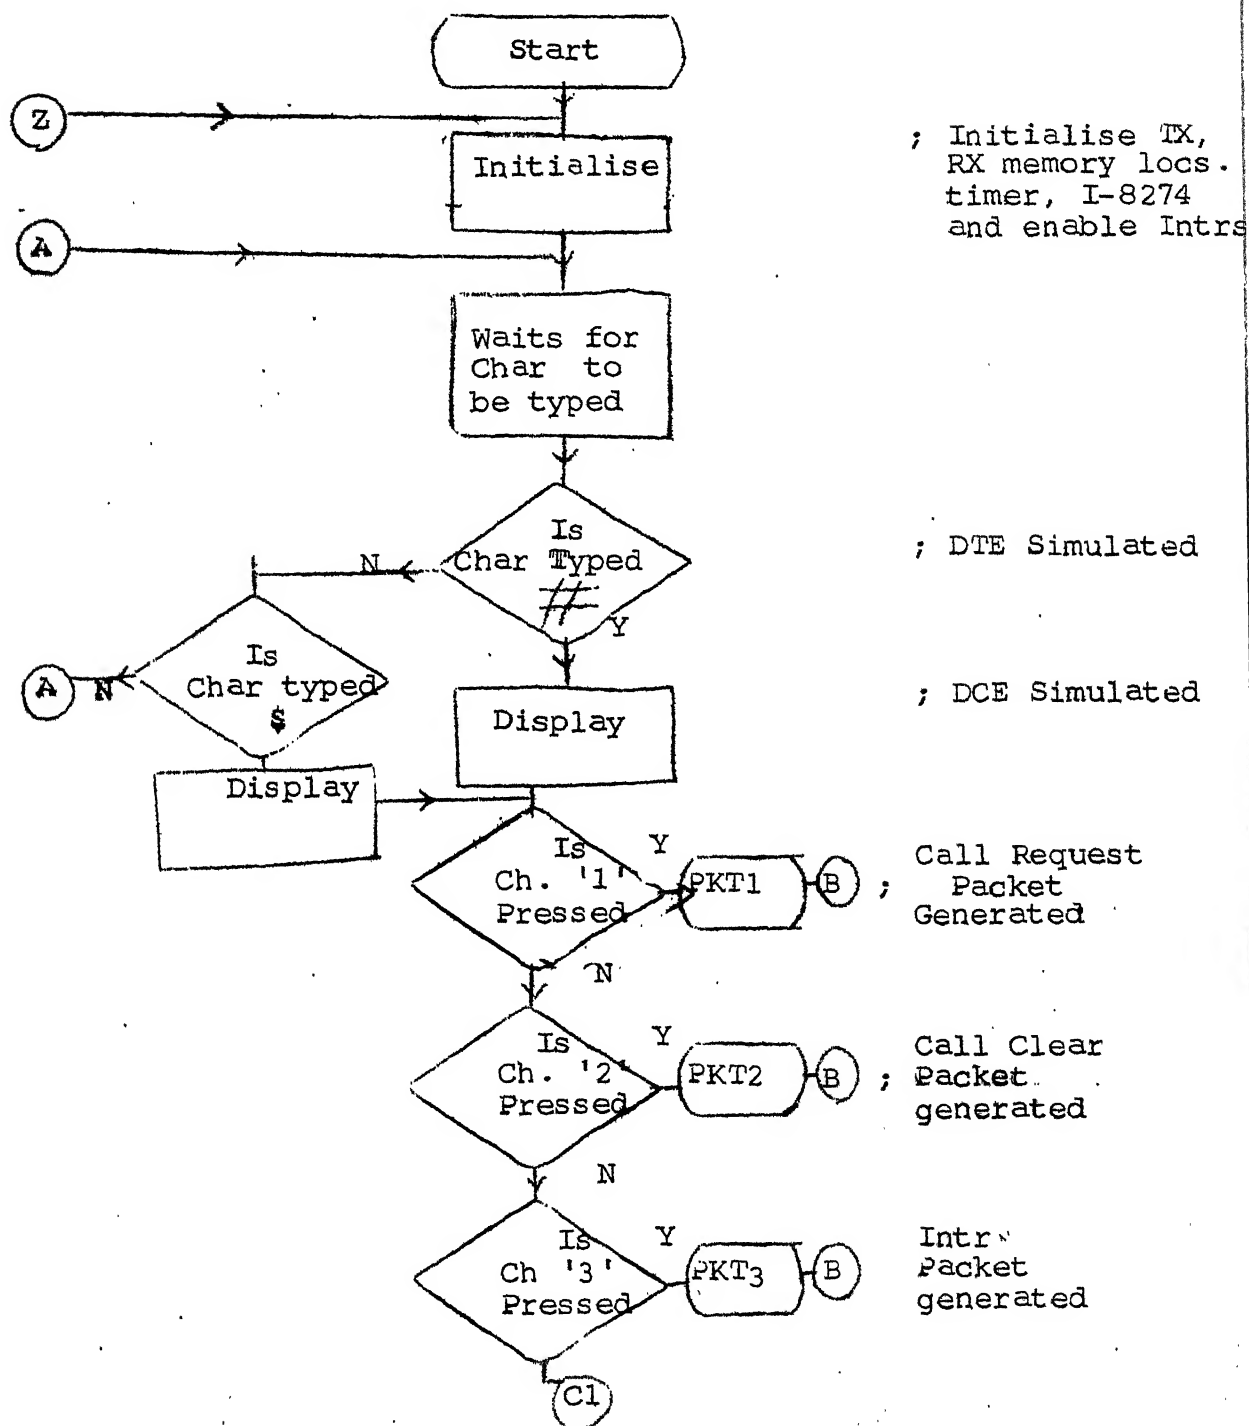 Start
Z
Initialise
; Initialise TX,
RX memory locs.
timer, I-8274
and enable Intrs
A
Waits for
Char to
be typed
Is
Char Typed
#
; DTE Simulated
N
Y
Is
Char typed
$
A N
Display
; DCE Simulated
Display
Is
Ch. '1'
Pressed
Y
PKT1
B
;
Call Request
Packet
Generated
N
Is
Ch. '2'
Pressed
Y
PKT2
B
;
Call Clear
Packet
generated
N
Is
Ch '3'
Pressed
Y
PKT3
B
Intr
Packet
generated
C1